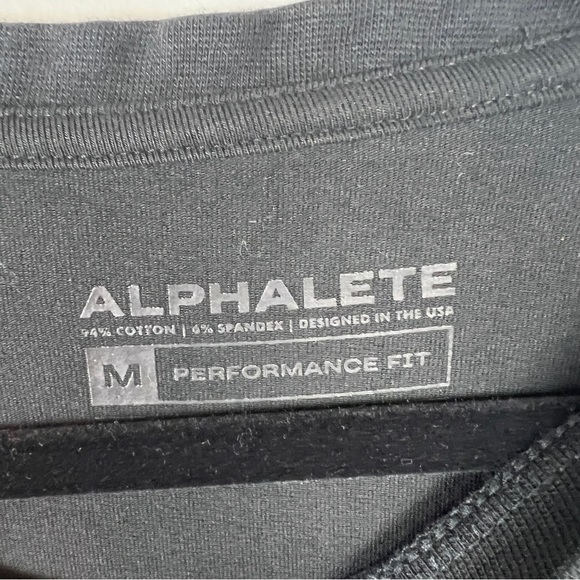 ALPHALETE
94% COTTON | 6% SPANDEX | DESIGNED IN THE USA
M PERFORMANCE FIT